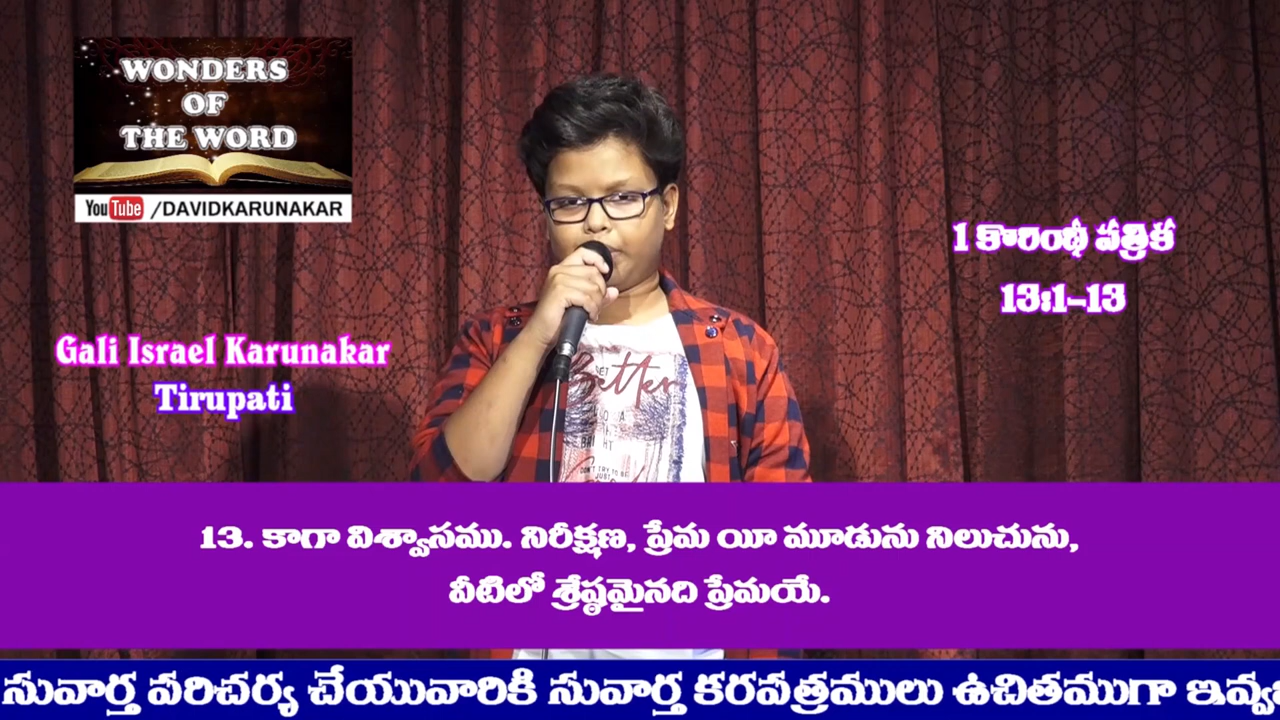 WONDERS
OF
THE WORD
YouTube /DAVIDKARUNAKAR
1 కొరింథీ పత్రిక
13:1-13
Gali Israel Karunakar
Tirupati
Better
13. కాగా విశ్వాసము. నిరీక్షణ, ప్రేమ యీ మూడును నిలుచును,
వీటిలో శ్రేష్ఠమైనది ప్రేమయే.
సువార్త పరిచర్య చేయువారికి సువార్త కరపత్రములు ఉచితముగా